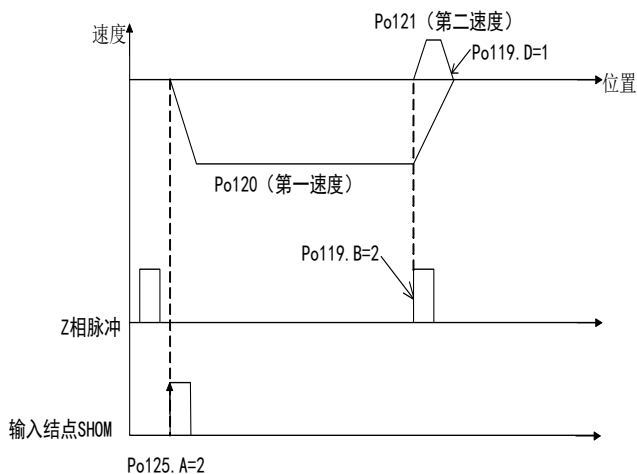 Po121（第二速度）
速度
Po119.D=1
位置
Po120（第一速度）
Po119.B=2
Z相脉冲
输入结点SHOM
Po125.A=2